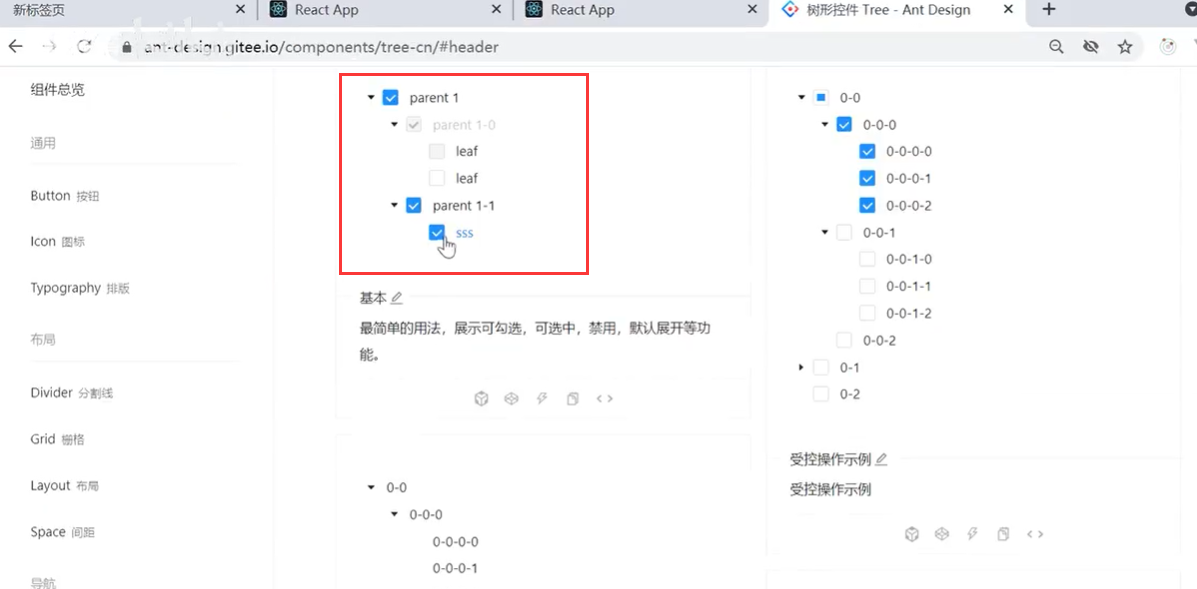 新标签页
React App
React App
树形控件 Tree - Ant Design
ant-design.gitee.io/components/tree-cn/#header
组件总览
通用
Button 按钮
Icon 图标
Typography 排版
布局
Divider 分割线
Grid 栅格
Layout 布局
Space 间距
导航
parent 1
parent 1-0
leaf
leaf
parent 1-1
sss
基本
最简单的用法，展示可勾选，可选中，禁用，默认展开等功
能。
0-0
0-0-0
0-0-0-0
0-0-0-1
0-0
0-0-0
0-0-0-0
0-0-0-1
0-0-0-2
0-0-1
0-0-1-0
0-0-1-1
0-0-1-2
0-0-2
0-1
0-2
受控操作示例
受控操作示例